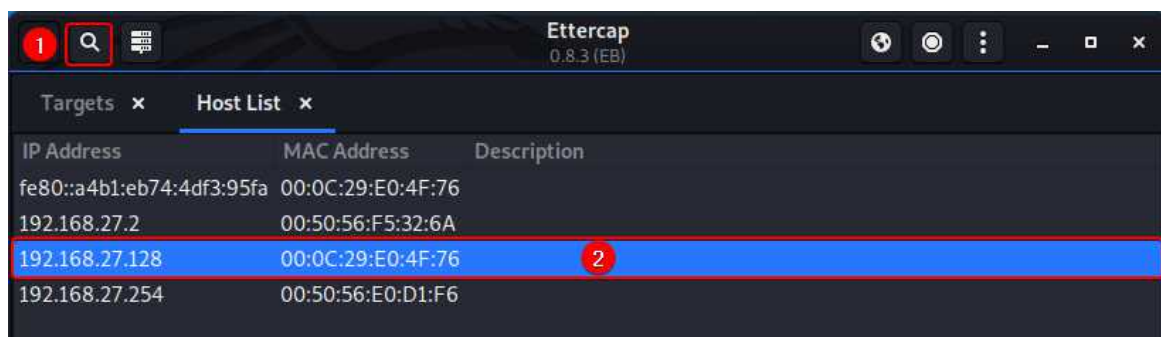 1
Ettercap
0.8.3 (EB)
Targets × Host List ×
IP Address MAC Address Description
fe80::a4b1:eb74:4df3:95fa 00:0C:29:E0:4F:76
192.168.27.2 00:50:56:F5:32:6A
192.168.27.128 00:0C:29:E0:4F:76 2
192.168.27.254 00:50:56:E0:D1:F6